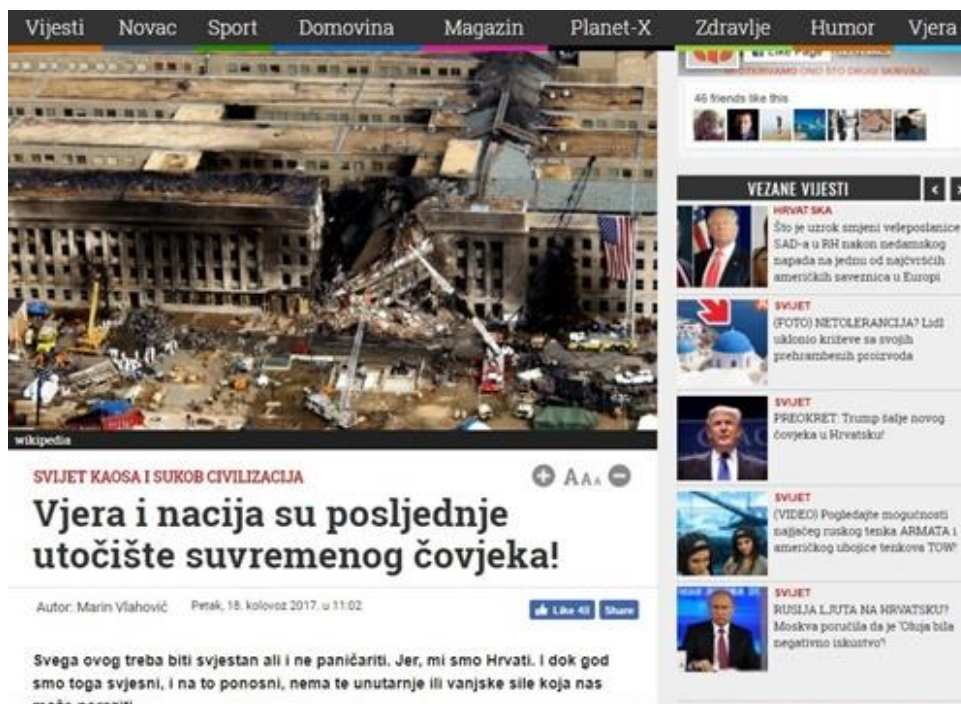 Vijesti Novac Sport Domovina Magazin Planet-X Zdravlje Humor Vjera
46 friends like this
wikipedia
SVIJET KAOSA I SUKOB CIVILIZACIJA
A A A
Vjera i nacija su posljednje
utočište suvremenog čovjeka!
Autor: Marin Vlahović Petak, 18. kolovoz 2017. u 11:02
Like 40 Share
Svega ovog treba biti svjestan ali i ne paničariti. Jer, mi smo Hrvati. I dok god
smo toga svjesni, i na to ponosni, nema te unutarnje ili vanjske sile koja nas
VEZANE VIJESTI
HRVATSKA
Što je uzrok smjeni veleposlanice
SAD-a u RH nakon nedamskog
napada na jednu od najčvršćih
američkih saveznica u Europi
SVIJET
(FOTO) NETOLERANCIJA? Lidl
uklonio križeve sa svojih
prehrambenih proizvoda
SVIJET
PREOKRET: Trump šalje novog
čovjeka u Hrvatsku!
SVIJET
(VIDEO) Pogledajte mogućnosti
najjačeg ruskog tenka ARMATA i
američkog ubojice tenkova TOW!
SVIJET
RUSIJA LJUTA NA HRVATSKU?
Moskva poručila da je 'Oluja bila
negativno iskustvo'!